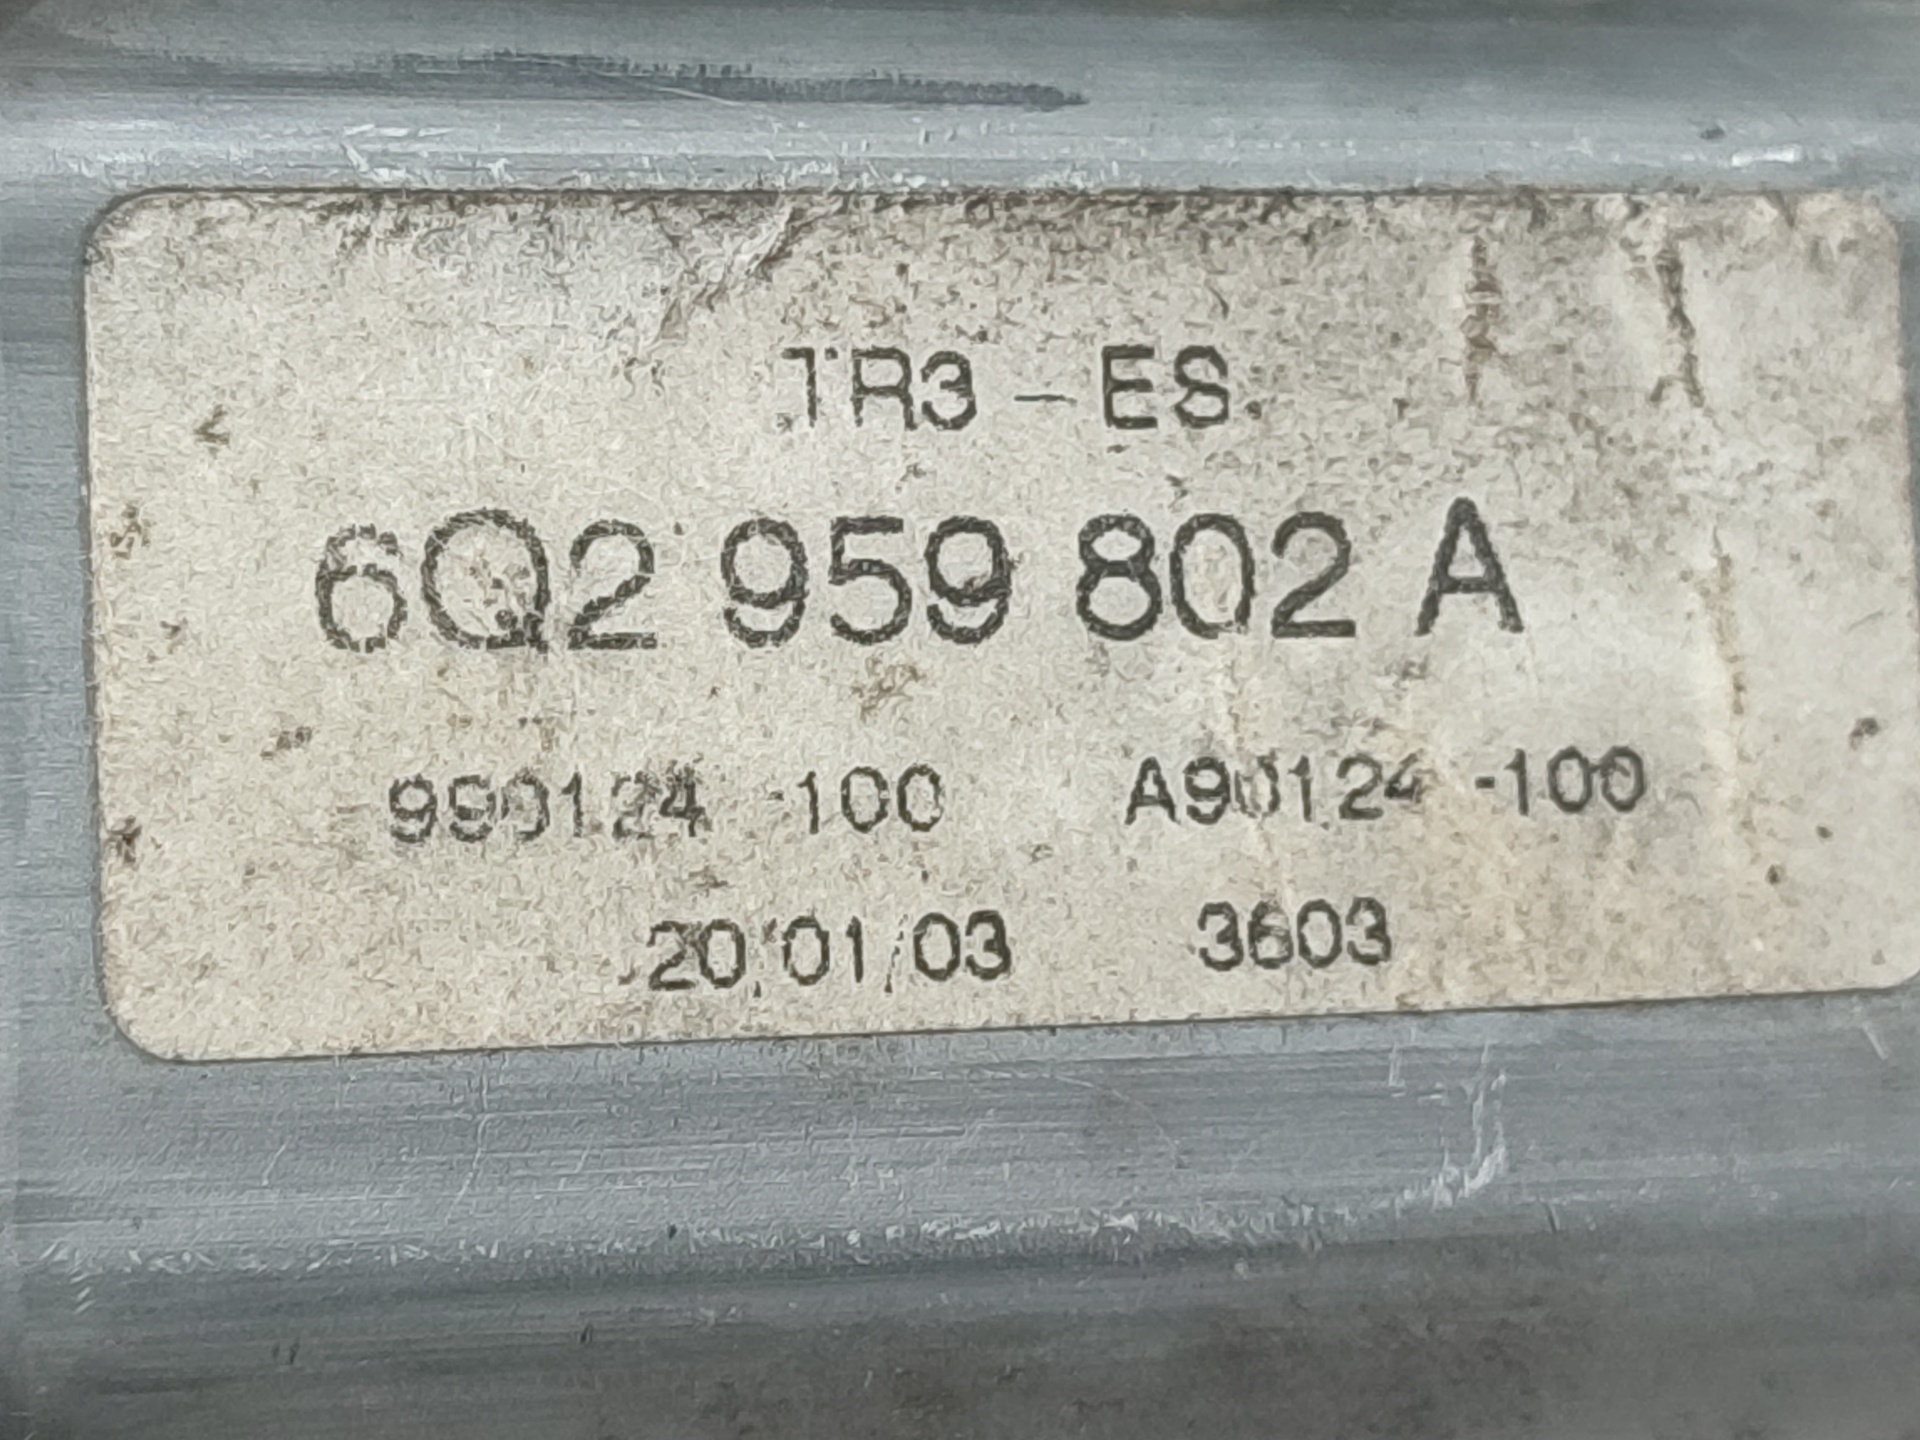 TR3 - ES
6Q2 959 802 A
990124 -100 A90124 -100
20/01/03 3603